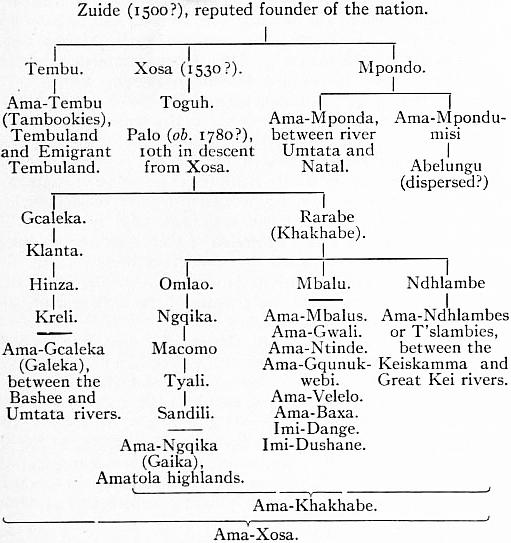 Zuide (1500?), reputed founder of the nation.
Tembu.
Xosa (1530?).
Mpondo.
Ama-Tembu
(Tambookies),
Tembuland
and Emigrant
Tembuland.
Toguh.
Palo (ob. 1780?),
10th in descent
from Xosa.
Ama-Mponda,
between river
Umtata and
Natal.
Ama-Mpondu-
misi
Abelungu
(dispersed?)
Gcaleka.
Klanta.
Hinza.
Kreli.
Ama-Gcaleka
(Galeka),
between the
Bashee and
Umtata rivers.
Rarabe
(Khakhabe).
Omlao.
Ngqika.
Macomo
Tyali.
Sandili.
Ama-Ngqika
(Gaika),
Amatola highlands.
Mbalu.
Ama-Mbalus.
Ama-Gwali.
Ama-Ntinde.
Ama-Gqunuk-
webi.
Ama-Velelo.
Ama-Baxa.
Imi-Dange.
Imi-Dushane.
Ndhlambe
Ama-Ndhlambes
or T'slambies,
between the
Keiskamma and
Great Kei rivers.
Ama-Khakhabe.
Ama-Xosa.